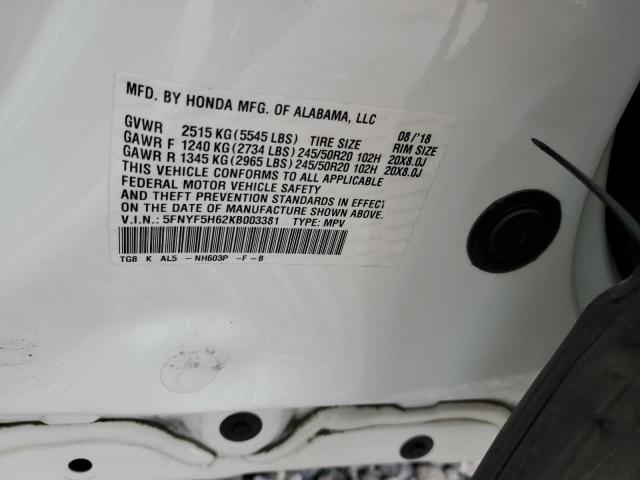 MFD. BY HONDA MFG. OF ALABAMA, LLC
GVWR 2515 KG (5545 LBS) TIRE SIZE 08/'18 RIM SIZE
GAWR F 1240 KG (2734 LBS) 245/50R20 102H 20X8.0J
GAWR R 1345 KG (2965 LBS) 245/50R20 102H 20X8.0J
THIS VEHICLE CONFORMS TO ALL APPLICABLE
FEDERAL MOTOR VEHICLE SAFETY
AND THEFT PREVENTION STANDARDS IN EFFECT
ON THE DATE OF MANUFACTURE SHOWN ABOVE.
V.I.N.: 5FNYF5H62KB003381 TYPE: MPV
TG8 K AL5 - NH603P -F-B